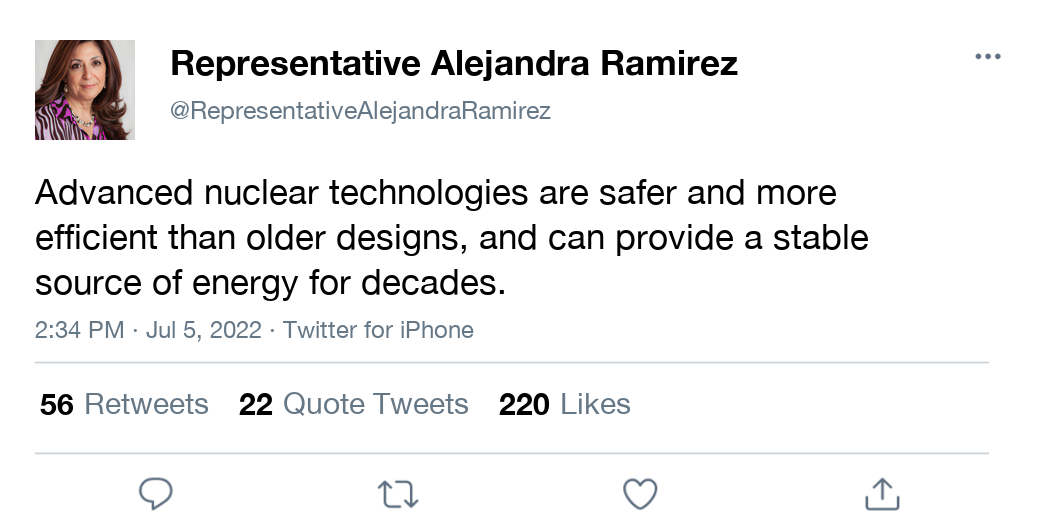 Representative Alejandra Ramirez
@RepresentativeAlejandraRamirez
Advanced nuclear technologies are safer and more
efficient than older designs, and can provide a stable
source of energy for decades.
2:34 PM · Jul 5, 2022 · Twitter for iPhone
56 Retweets 22 Quote Tweets 220 Likes